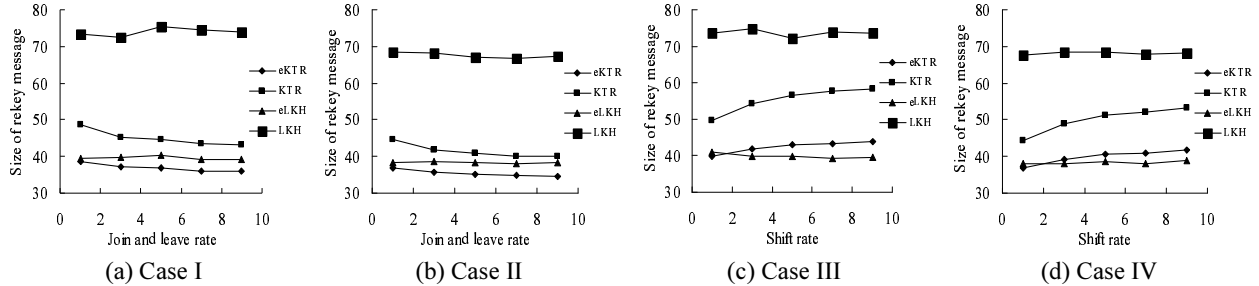 Size of rekey message
80
70
60
50
40
30
0 2 4 6 8 10
Join and leave rate
eKTR
KTR
eLKH
LKH
(a) Case I
Size of rekey message
80
70
60
50
40
30
0 2 4 6 8 10
Join and leave rate
eKTR
KTR
eLKH
LKH
(b) Case II
Size of rekey message
80
70
60
50
40
30
0 2 4 6 8 10
Shift rate
eKTR
KTR
eLKH
LKH
(c) Case III
Size of rekey message
80
70
60
50
40
30
0 2 4 6 8 10
Shift rate
eKTR
KTR
eLKH
LKH
(d) Case IV